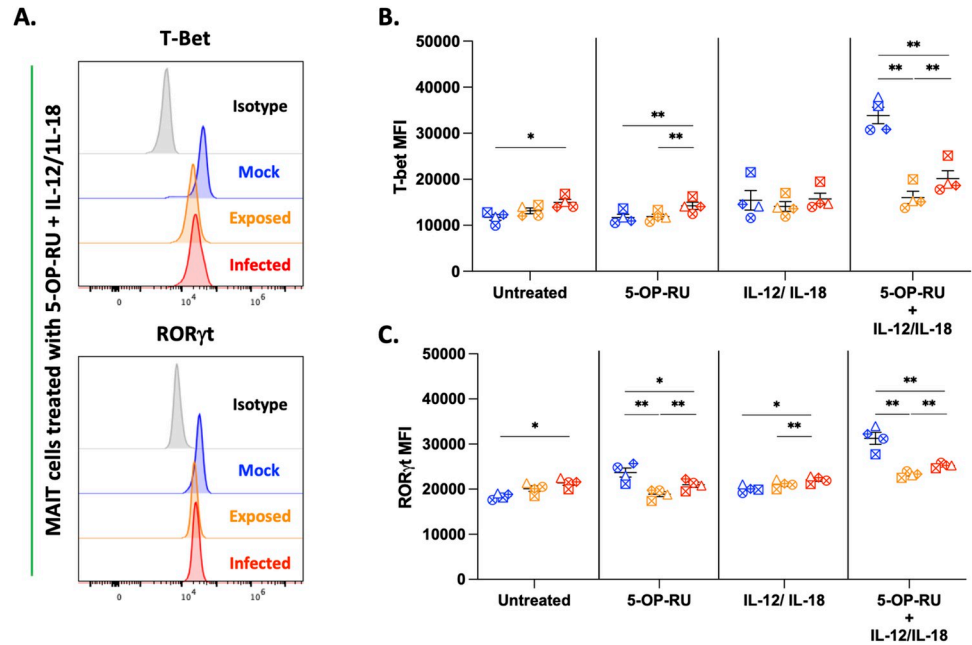 A.
T-Bet
Isotype
Mock
Exposed
Infected
0
10^4
10^6
RORγt
Isotype
Mock
Exposed
Infected
0
10^4
10^6
MAIT cells treated with 5-OP-RU + IL-12/1L-18
B.
T-bet MFI
50000
40000
30000
20000
10000
0
*
**
**
**
**
**
Untreated
5-OP-RU
IL-12/ IL-18
5-OP-RU
+
IL-12/IL-18
C.
RORγt MFI
50000
40000
30000
20000
10000
0
*
*
**
**
*
**
**
**
**
Untreated
5-OP-RU
IL-12/ IL-18
5-OP-RU
+
IL-12/IL-18